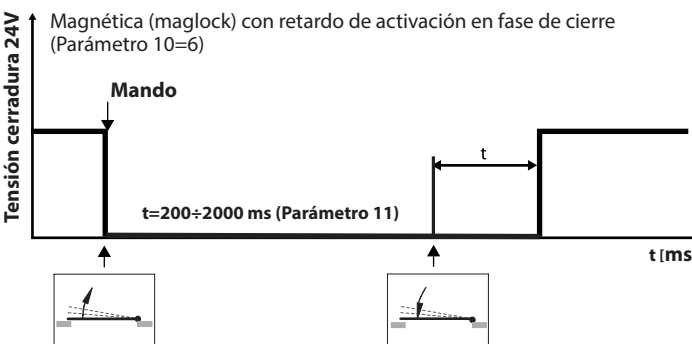 Magnética (maglock) con retardo de activación en fase de cierre
(Parámetro 10=6)
Tensión cerradura 24V
Mando
t
t=200÷2000 ms (Parámetro 11)
t [ms